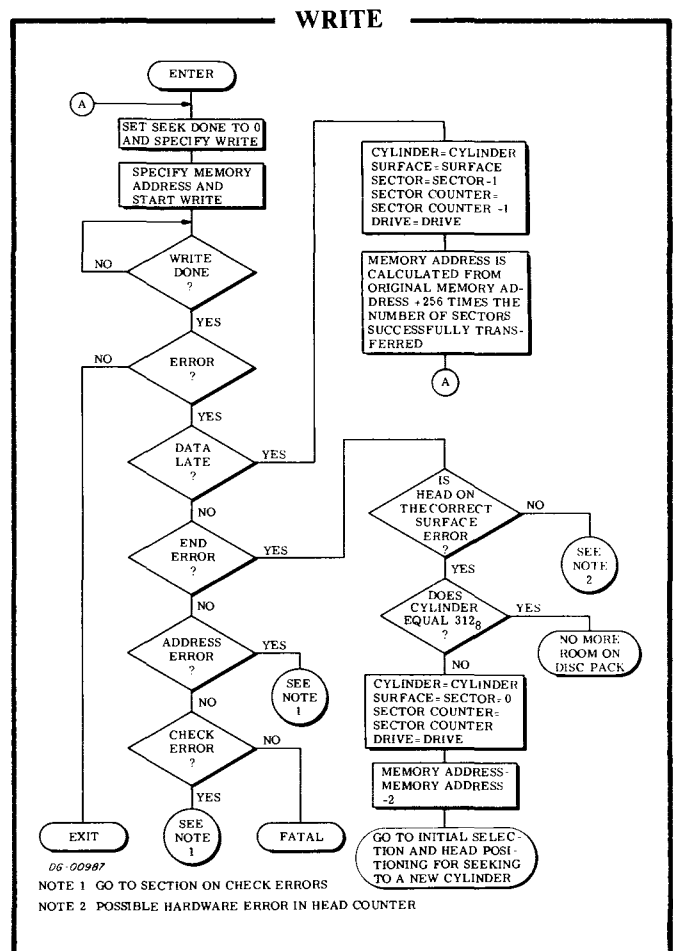 WRITE
ENTER
A
SET SEEK DONE TO 0
AND SPECIFY WRITE
SPECIFY MEMORY
ADDRESS AND
START WRITE
NO
WRITE
DONE
?
YES
NO
ERROR
?
YES
DATA
LATE
?
YES
NO
END
ERROR
?
YES
NO
ADDRESS
ERROR
?
YES
SEE
NOTE
1
NO
CHECK
ERROR
?
NO
YES
EXIT
SEE
NOTE
1
FATAL
CYLINDER=CYLINDER
SURFACE=SURFACE
SECTOR=SECTOR-1
SECTOR COUNTER=
SECTOR COUNTER -1
DRIVE=DRIVE
MEMORY ADDRESS IS
CALCULATED FROM
ORIGINAL MEMORY AD-
DRESS +256 TIMES THE
NUMBER OF SECTORS
SUCCESSFULLY TRANS-
FERRED
A
IS
HEAD ON
THE CORRECT
SURFACE
ERROR
?
NO
SEE
NOTE
2
YES
DOES
CYLINDER
EQUAL 312₈
?
YES
NO MORE
ROOM ON
DISC PACK
NO
CYLINDER=CYLINDER
SURFACE=SECTOR=0
SECTOR COUNTER=
SECTOR COUNTER
DRIVE=DRIVE
MEMORY ADDRESS-
MEMORY ADDRESS
-2
GO TO INITIAL SELEC-
TION AND HEAD POSI-
TIONING FOR SEEKING
TO A NEW CYLINDER
DG-00987
NOTE 1 GO TO SECTION ON CHECK ERRORS
NOTE 2 POSSIBLE HARDWARE ERROR IN HEAD COUNTER